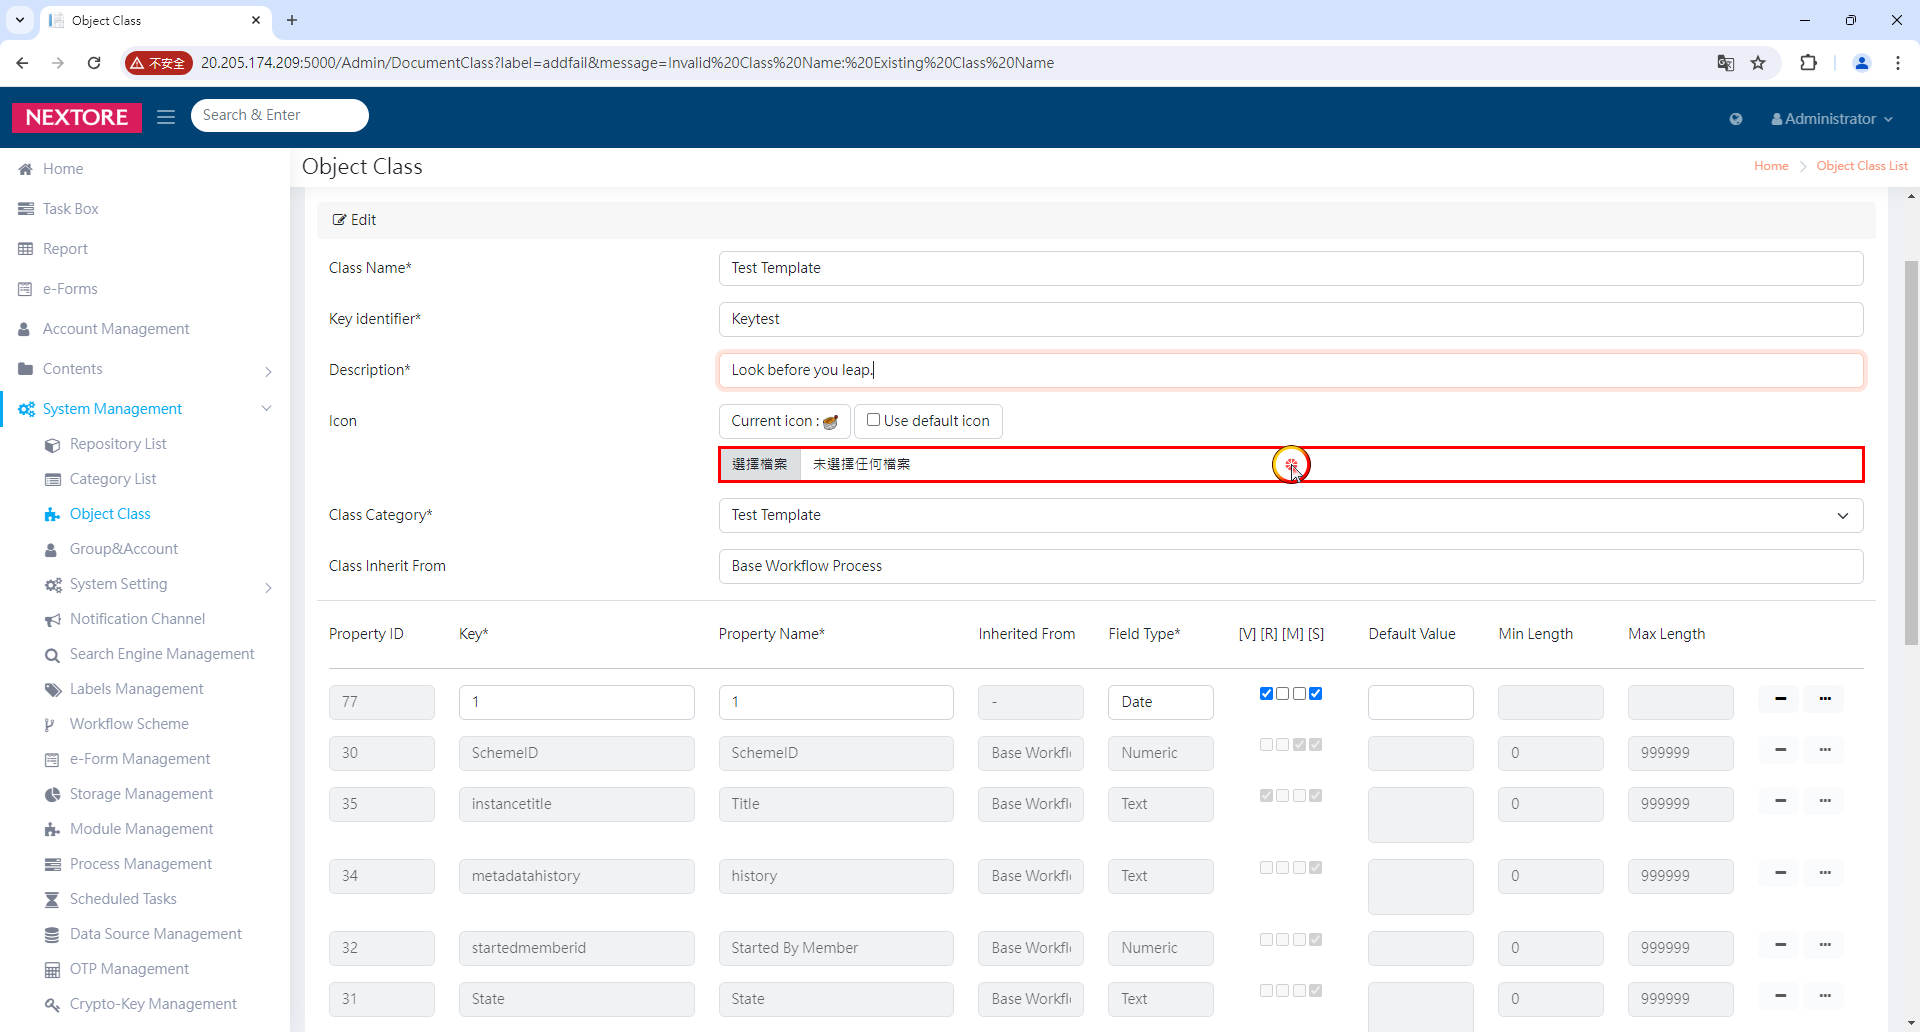 Object Class
不安全
20.205.174.209:5000/Admin/DocumentClass?label=addfail&message=Invalid%20Class%20Name:%20Existing%20Class%20Name
NEXTORE
Search & Enter
Administrator
Home
Task Box
Report
e-Forms
Account Management
Contents
System Management
Repository List
Category List
Object Class
Group&Account
System Setting
Notification Channel
Search Engine Management
Labels Management
Workflow Scheme
e-Form Management
Storage Management
Module Management
Process Management
Scheduled Tasks
Data Source Management
OTP Management
Crypto-Key Management
Object Class
Home
Object Class List
Edit
Class Name*
Test Template
Key identifier*
Keytest
Description*
Look before you leap.
Icon
Current icon :
Use default icon
選擇檔案 未選擇任何檔案
Class Category*
Test Template
Class Inherit From
Base Workflow Process
Property ID Key* Property Name* Inherited From Field Type* [V] [R] [M] [S] Default Value Min Length Max Length
77 1 1 - Date
30 SchemeID SchemeID Base Workfl Numeric 0 999999
35 instancetitle Title Base Workfl Text 0 999999
34 metadatahistory history Base Workfl Text 0 999999
32 startedmemberid Started By Member Base Workfl Numeric 0 999999
31 State State Base Workfl Text 0 999999